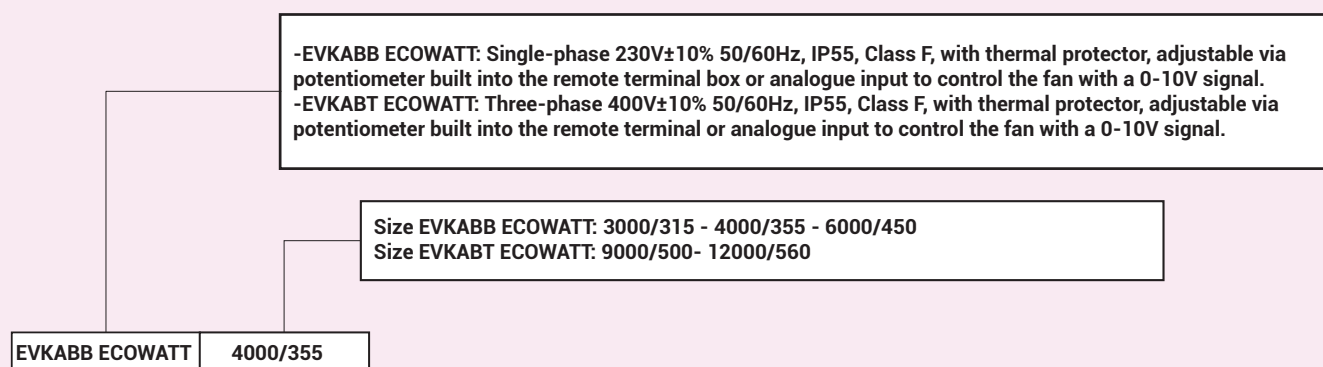 -EVKABB ECOWATT: Single-phase 230V±10% 50/60Hz, IP55, Class F, with thermal protector, adjustable via
potentiometer built into the remote terminal box or analogue input to control the fan with a 0-10V signal.
-EVKABT ECOWATT: Three-phase 400V±10% 50/60Hz, IP55, Class F, with thermal protector, adjustable via
potentiometer built into the remote terminal or analogue input to control the fan with a 0-10V signal.
Size EVKABB ECOWATT: 3000/315 - 4000/355 - 6000/450
Size EVKABT ECOWATT: 9000/500- 12000/560
EVKABB ECOWATT 4000/355